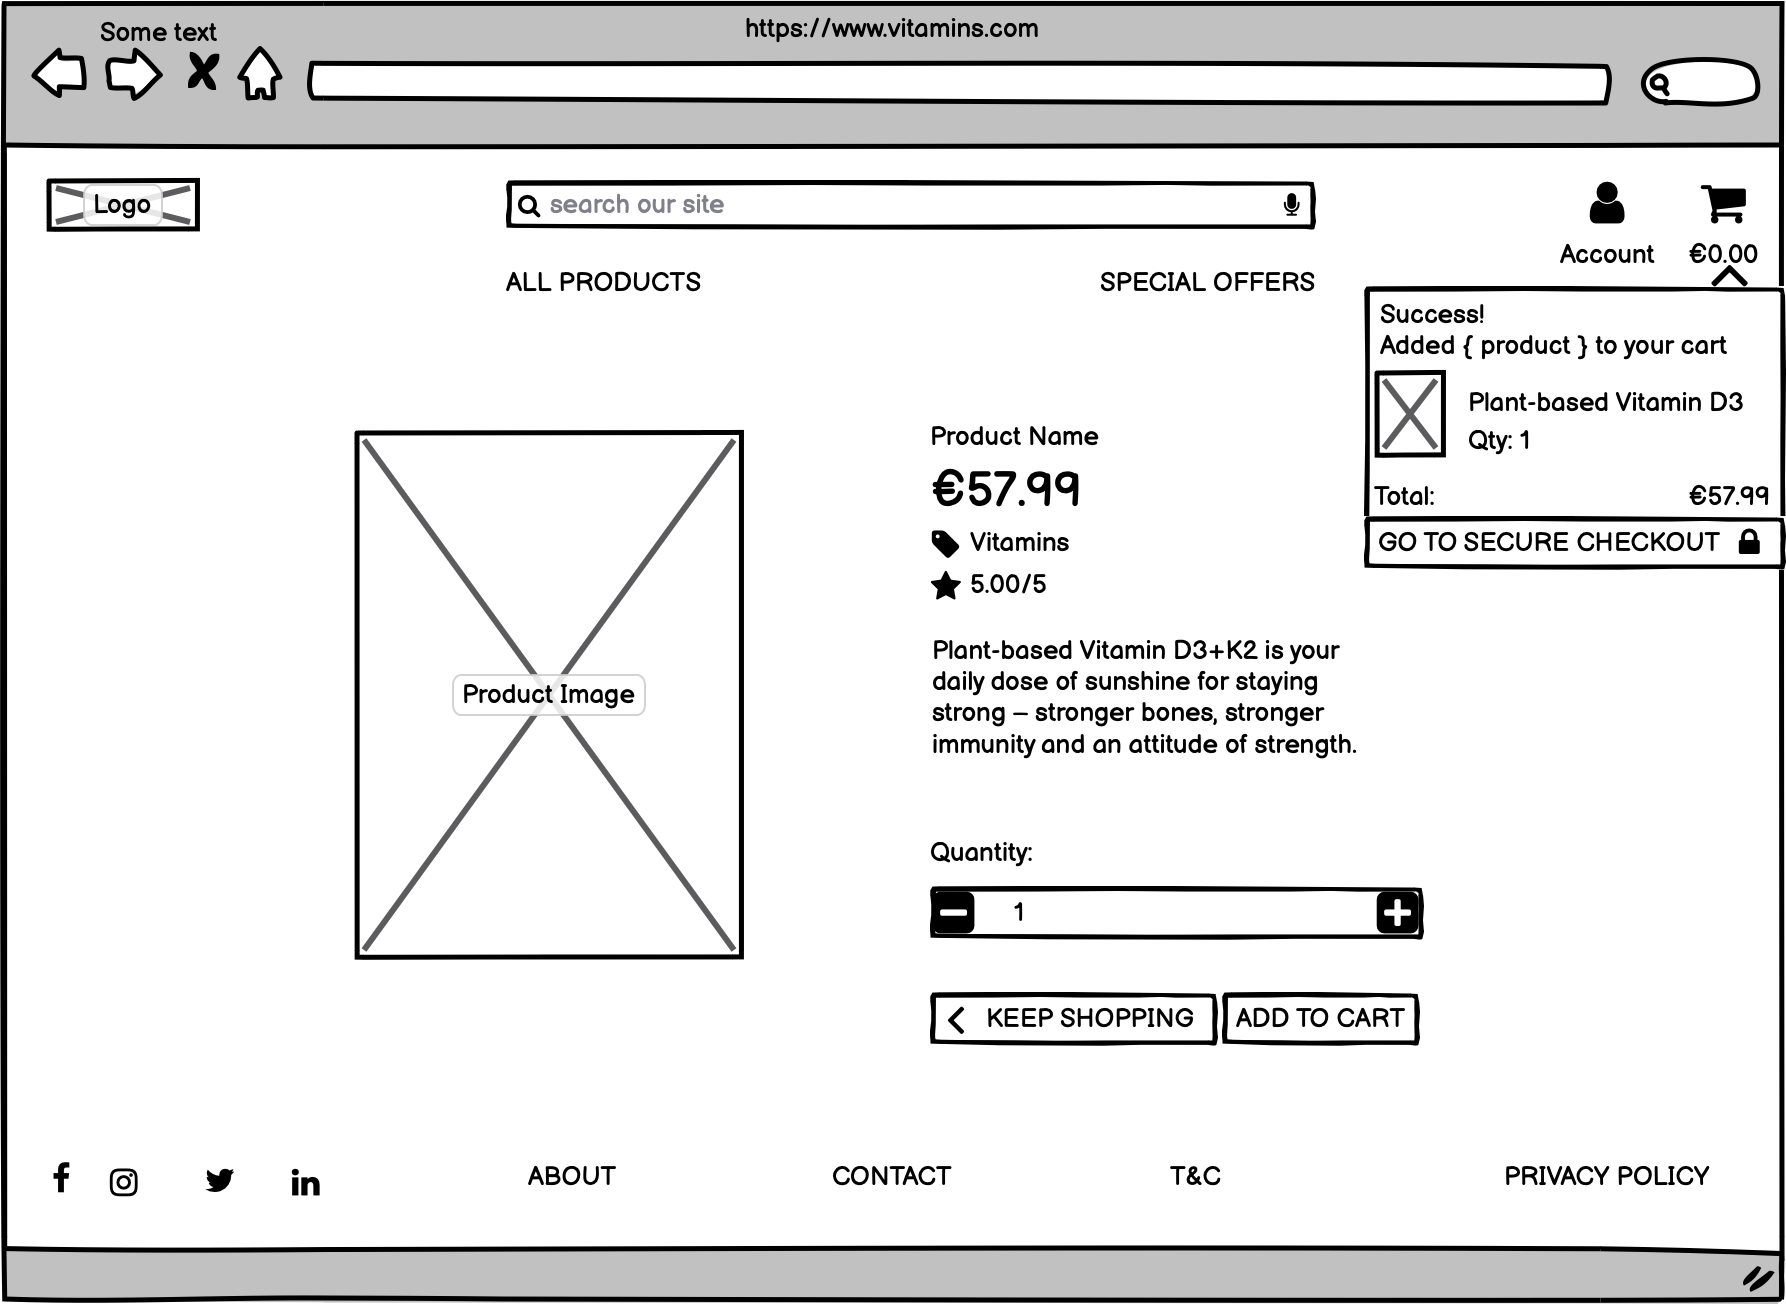 Some text
https://www.vitamins.com
Logo
search our site
Account
€0.00
ALL PRODUCTS
SPECIAL OFFERS
Success!
Added { product } to your cart
Plant-based Vitamin D3
Qty: 1
Total:
€57.99
GO TO SECURE CHECKOUT
Product Image
Product Name
€57.99
Vitamins
5.00/5
Plant-based Vitamin D3+K2 is your
daily dose of sunshine for staying
strong – stronger bones, stronger
immunity and an attitude of strength.
Quantity:
1
KEEP SHOPPING
ADD TO CART
ABOUT
CONTACT
T&C
PRIVACY POLICY